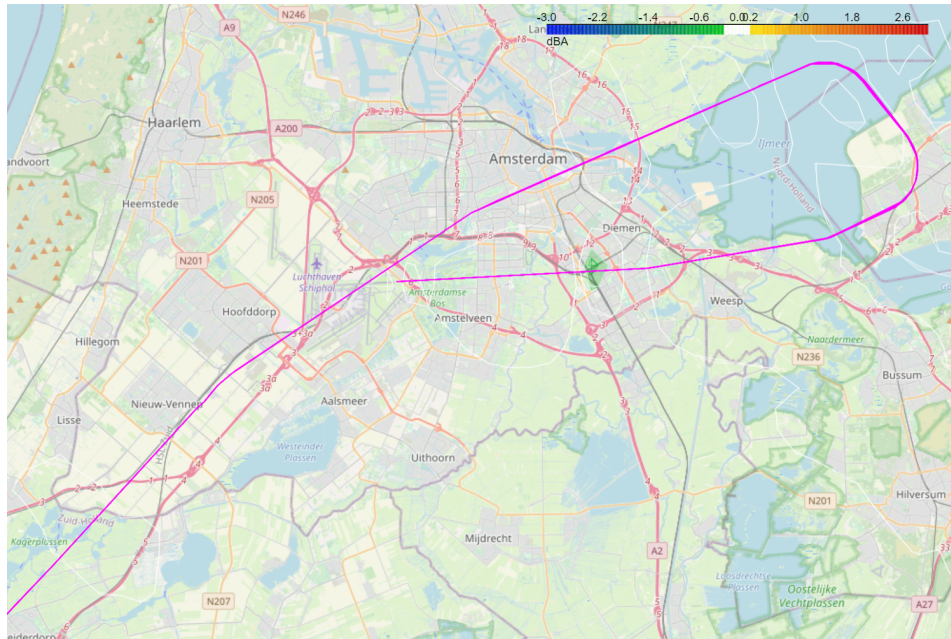 -3.0 -2.2 -1.4 -0.6 0.0 0.2 1.0 1.8 2.6
dBA
N246
A9
Haarlem
A200
Amsterdam
IJmeer
Noord-Holland
andvoort
Heemstede
N205
N201
Luchthaven
Schiphol
Diemen
Amsterdamse
Bos
Weesp
Hoofddorp
Amstelveen
Hillegom
Naardermeer
N236
Bussum
Lisse
Nieuw-Vennep
Aalsmeer
Westeinder
Plassen
Uithoorn
N201
Hilversum
Zuid-Holland
Kagerplassen
Mijdrecht
A2
Loosdrechtse
Plassen
Oostelijke
Vechtplassen
N207
A27
eiderdorp